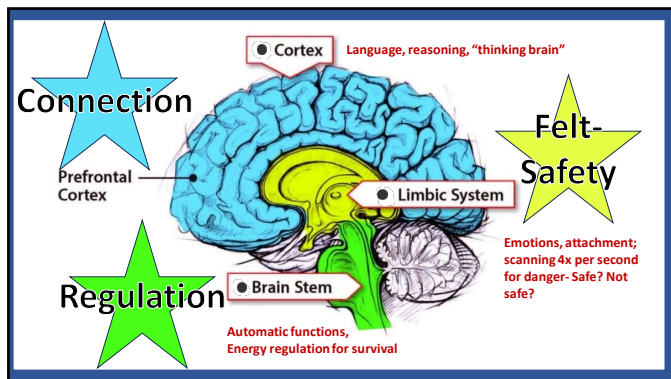 Cortex
Language, reasoning, “thinking brain”
Connection
Felt-
Safety
Prefrontal
Cortex
Limbic System
Emotions, attachment;
scanning 4x per second
for danger- Safe? Not
safe?
Regulation
Brain Stem
Automatic functions,
Energy regulation for survival